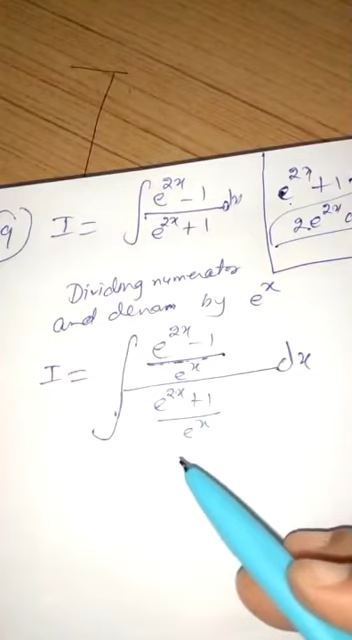 9) I = ∫ (e^{2x} - 1)/(e^{2x} + 1) dx
e^{2x} + 1
2e^{2x}
Dividing numerator
and denom by e^x
I = ∫ ((e^{2x} - 1)/e^x)/((e^{2x} + 1)/e^x) dx